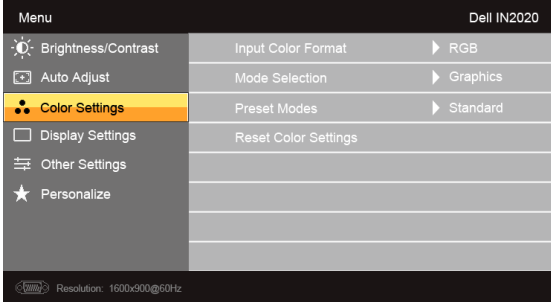 Menu Dell IN2020
Brightness/Contrast Input Color Format RGB
Auto Adjust Mode Selection Graphics
Color Settings Preset Modes Standard
Display Settings Reset Color Settings
Other Settings
Personalize
Resolution: 1600x900@60Hz